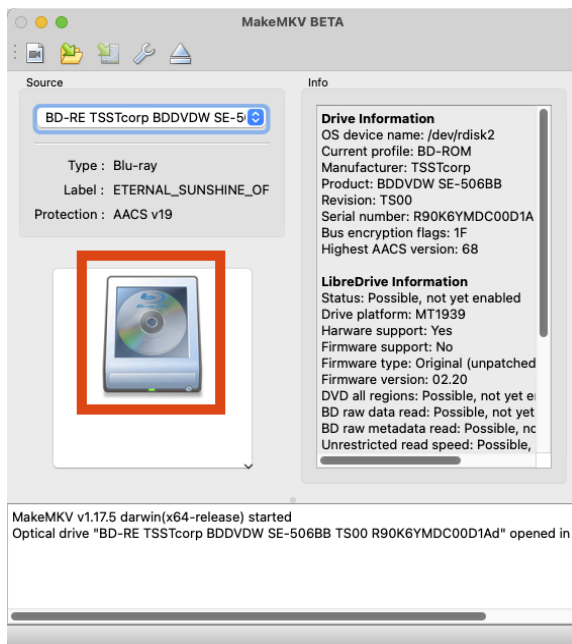 MakeMKV BETA
Source
BD-RE TSSTcorp BDDVDW SE-5
Type : Blu-ray
Label : ETERNAL_SUNSHINE_OF
Protection : AACS v19
Info
Drive Information
OS device name: /dev/rdisk2
Current profile: BD-ROM
Manufacturer: TSSTcorp
Product: BDDVDW SE-506BB
Revision: TS00
Serial number: R90K6YMDC00D1A
Bus encryption flags: 1F
Highest AACS version: 68
LibreDrive Information
Status: Possible, not yet enabled
Drive platform: MT1939
Harware support: Yes
Firmware support: No
Firmware type: Original (unpatched
Firmware version: 02.20
DVD all regions: Possible, not yet
BD raw data read: Possible, not yet
BD raw metadata read: Possible,
Unrestricted read speed: Possible,
MakeMKV v1.17.5 darwin(x64-release) started
Optical drive "BD-RE TSSTcorp BDDVDW SE-506BB TS00 R90K6YMDC00D1Ad" opened in